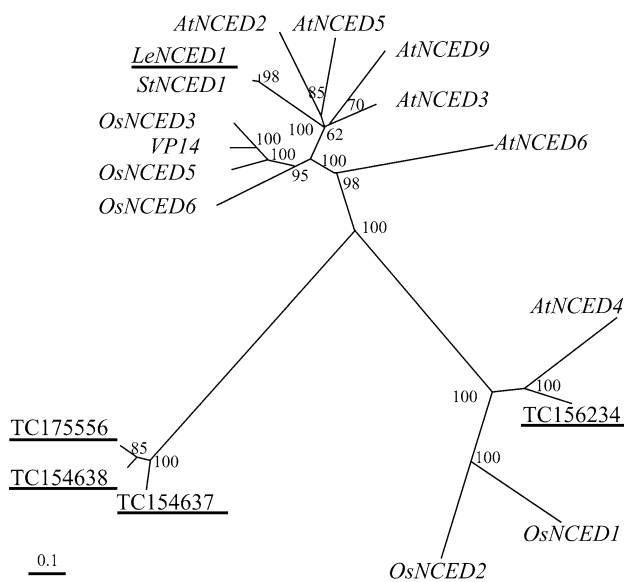 AtNCED2
AtNCED5
LeNCED1
AtNCED9
StNCED1
98
85
70
AtNCED3
OsNCED3
100
62
100
VP14
100
AtNCED6
OsNCED5
95
100
98
OsNCED6
100
AtNCED4
100
100
TC156234
TC175556
85
100
TC154638
TC154637
100
OsNCED1
OsNCED2
0.1